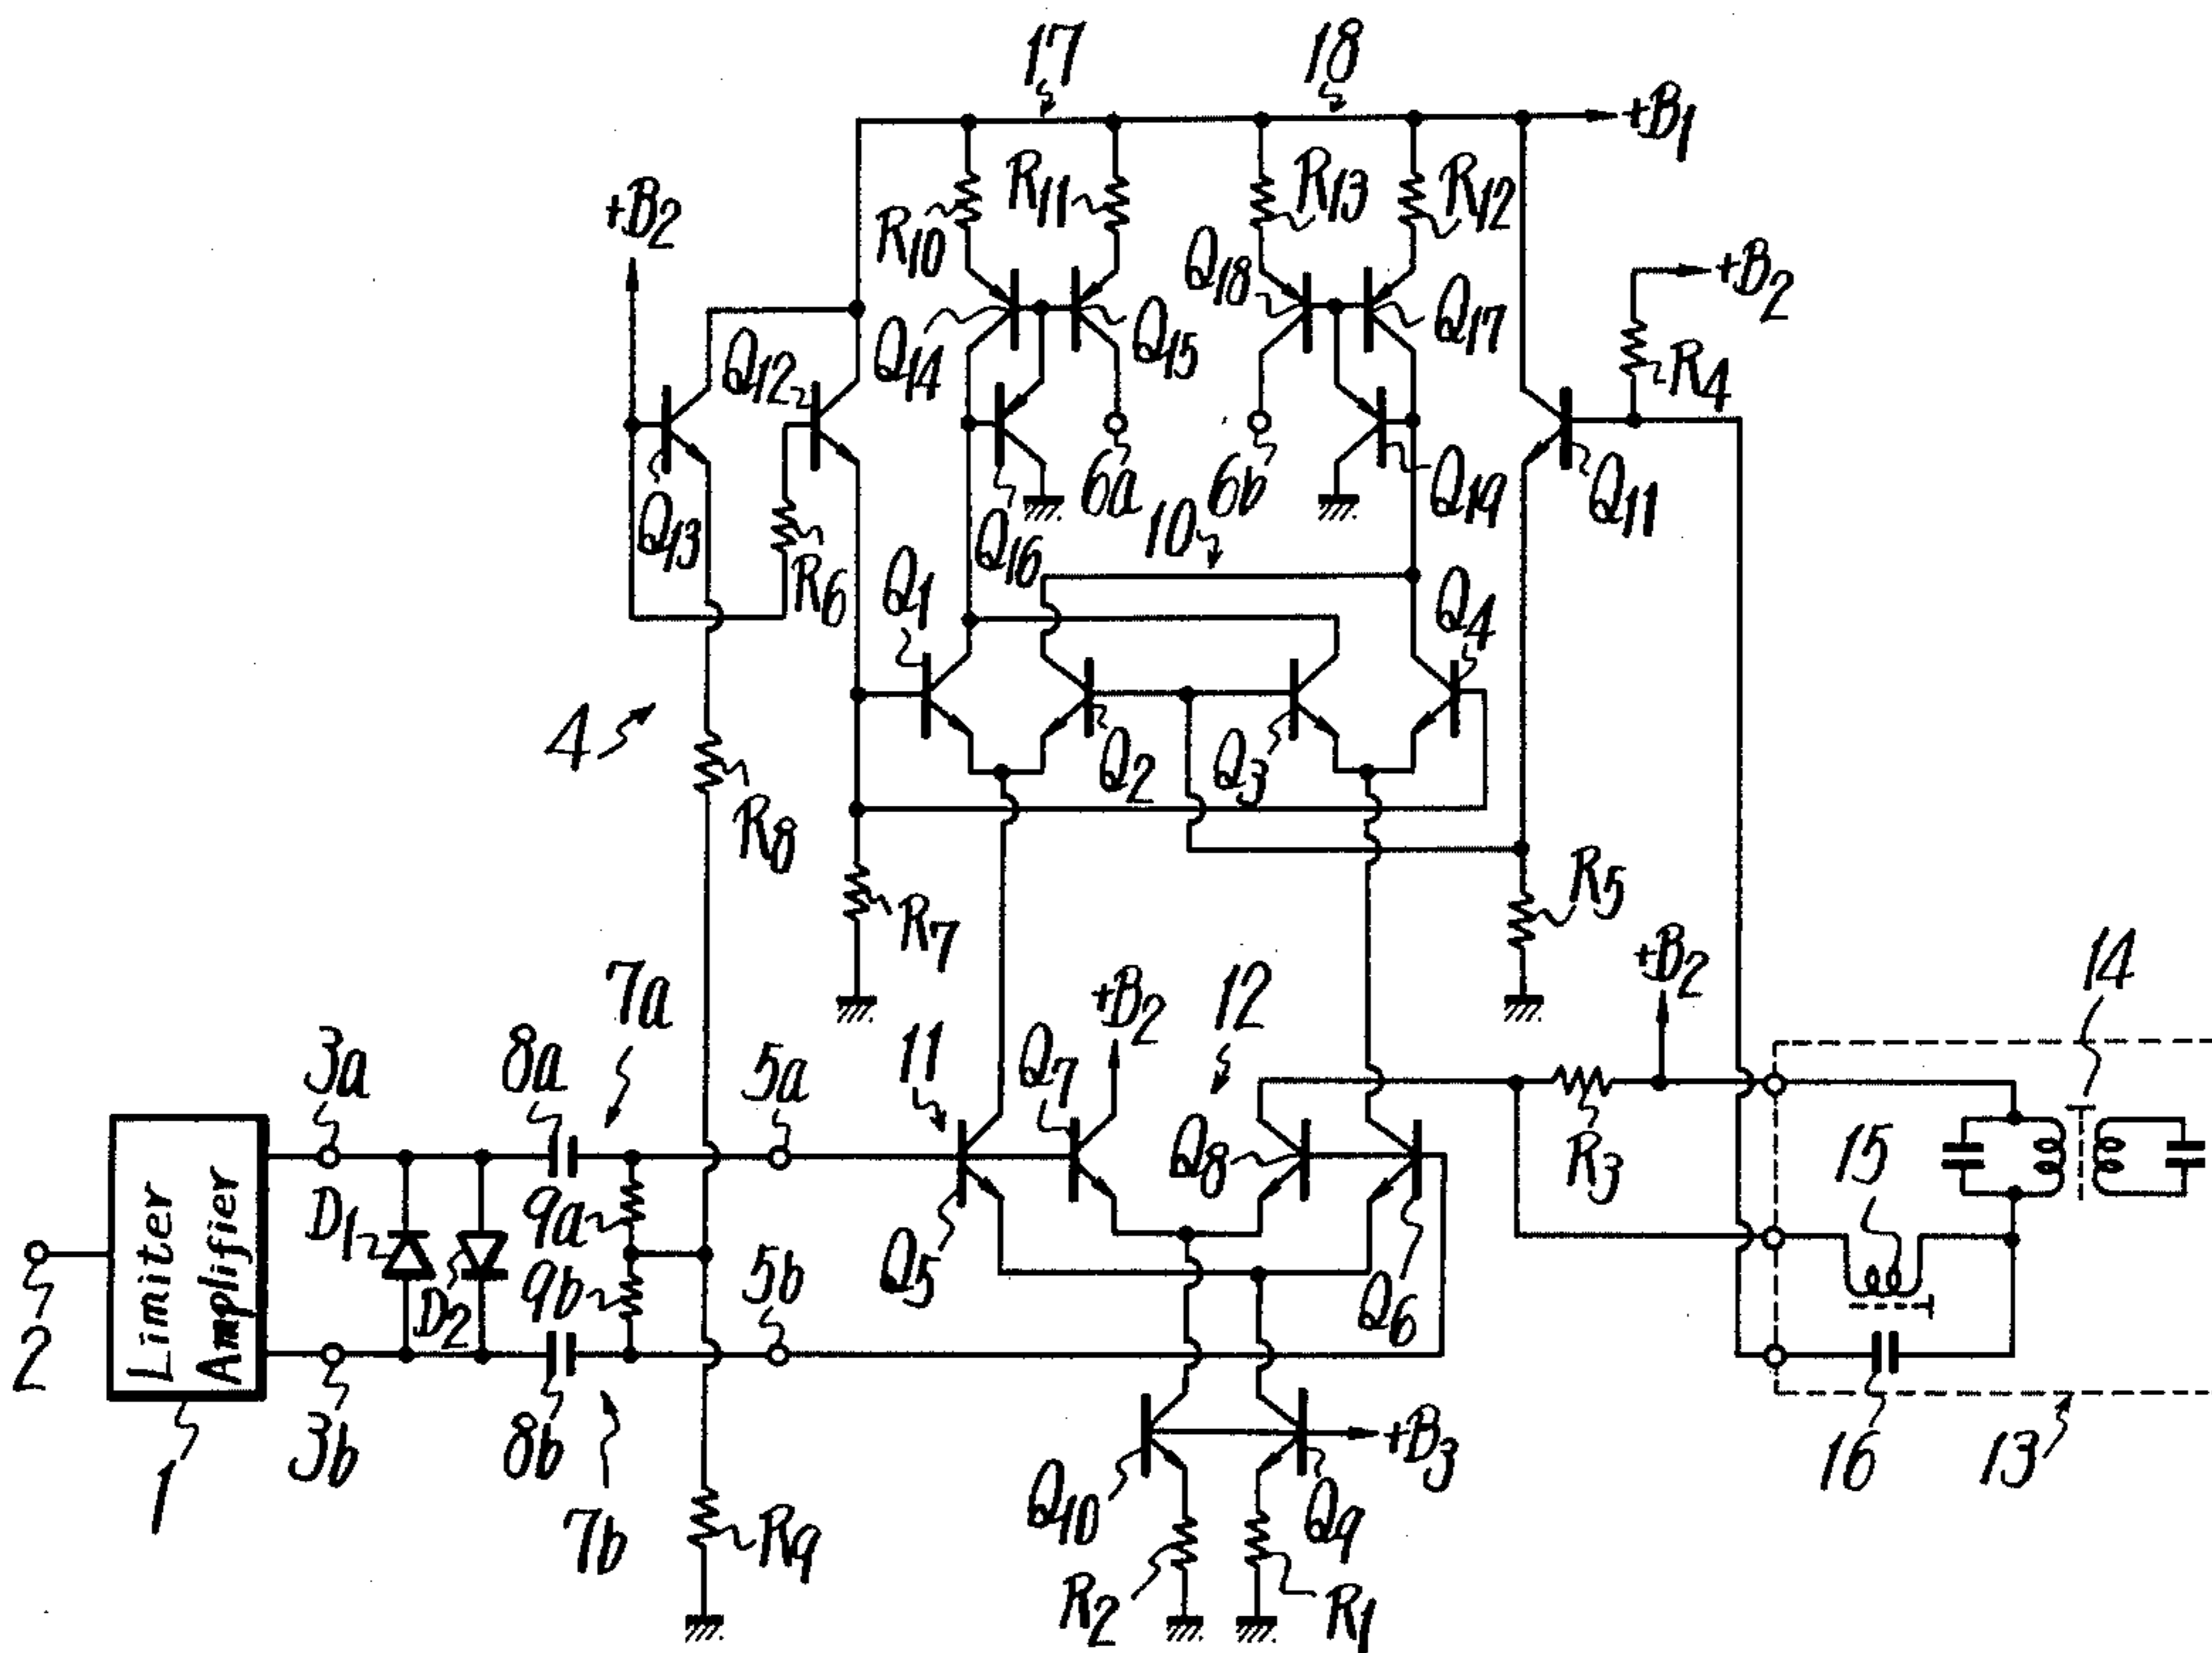 17
18
+B1
R11
R13
R12
+B2
R10
Q18
+B2
Q12
Q14
Q15
Q17
R4
Q13
6a
6b
Q19
Q11
R6
Q16
10
Q1
Q4
4
Q2
Q3
R8
R7
R5
7a
+B2
12
+B2
14
3a
8a
5a
11
Q7
Limiter
Amplifier
D1
9a
Q8
R3
15
D2
9b
5b
Q5
Q6
2
1
3b
8b
7b
R9
Q10
Q9
+B3
16
13
R2
R1